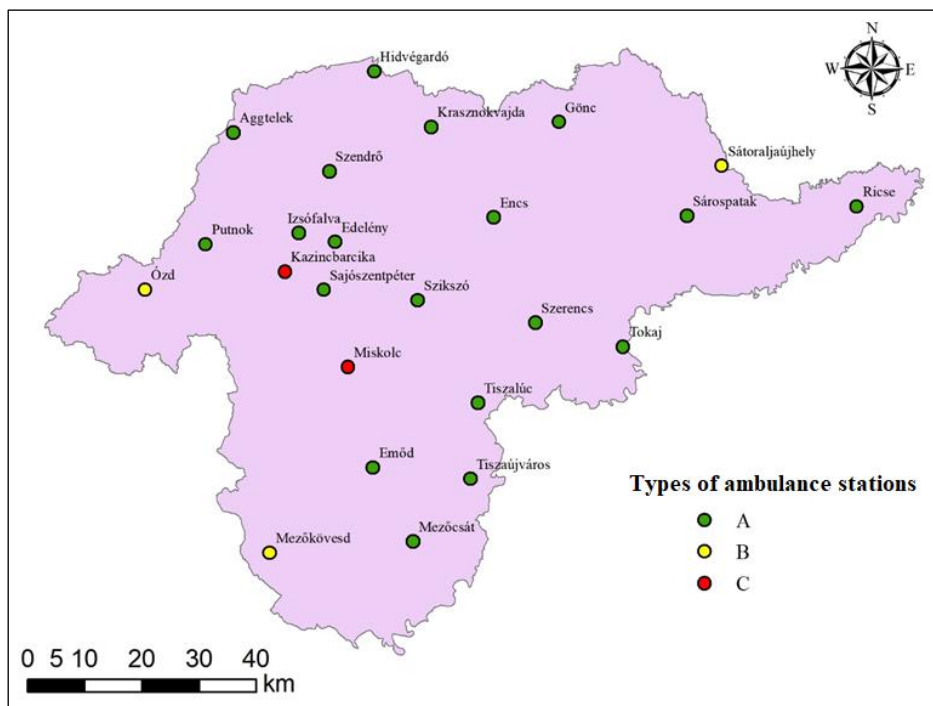 Hidvégardó
N
W E
S
Krasznokvajda
Gönc
Aggtelek
Szendrő
Sátoraljaújhely
Ricse
Sárospatak
Encs
Izsófalva
Edelény
Putnok
Kazincbarcika
Ózd
Sajószentpéter
Szikszó
Szerencs
Tokaj
Miskolc
Tiszalúc
Emőd
Tiszaújváros
Types of ambulance stations
A
B
C
Mezőkövesd
Mezőcsát
0 5 10 20 30 40
km